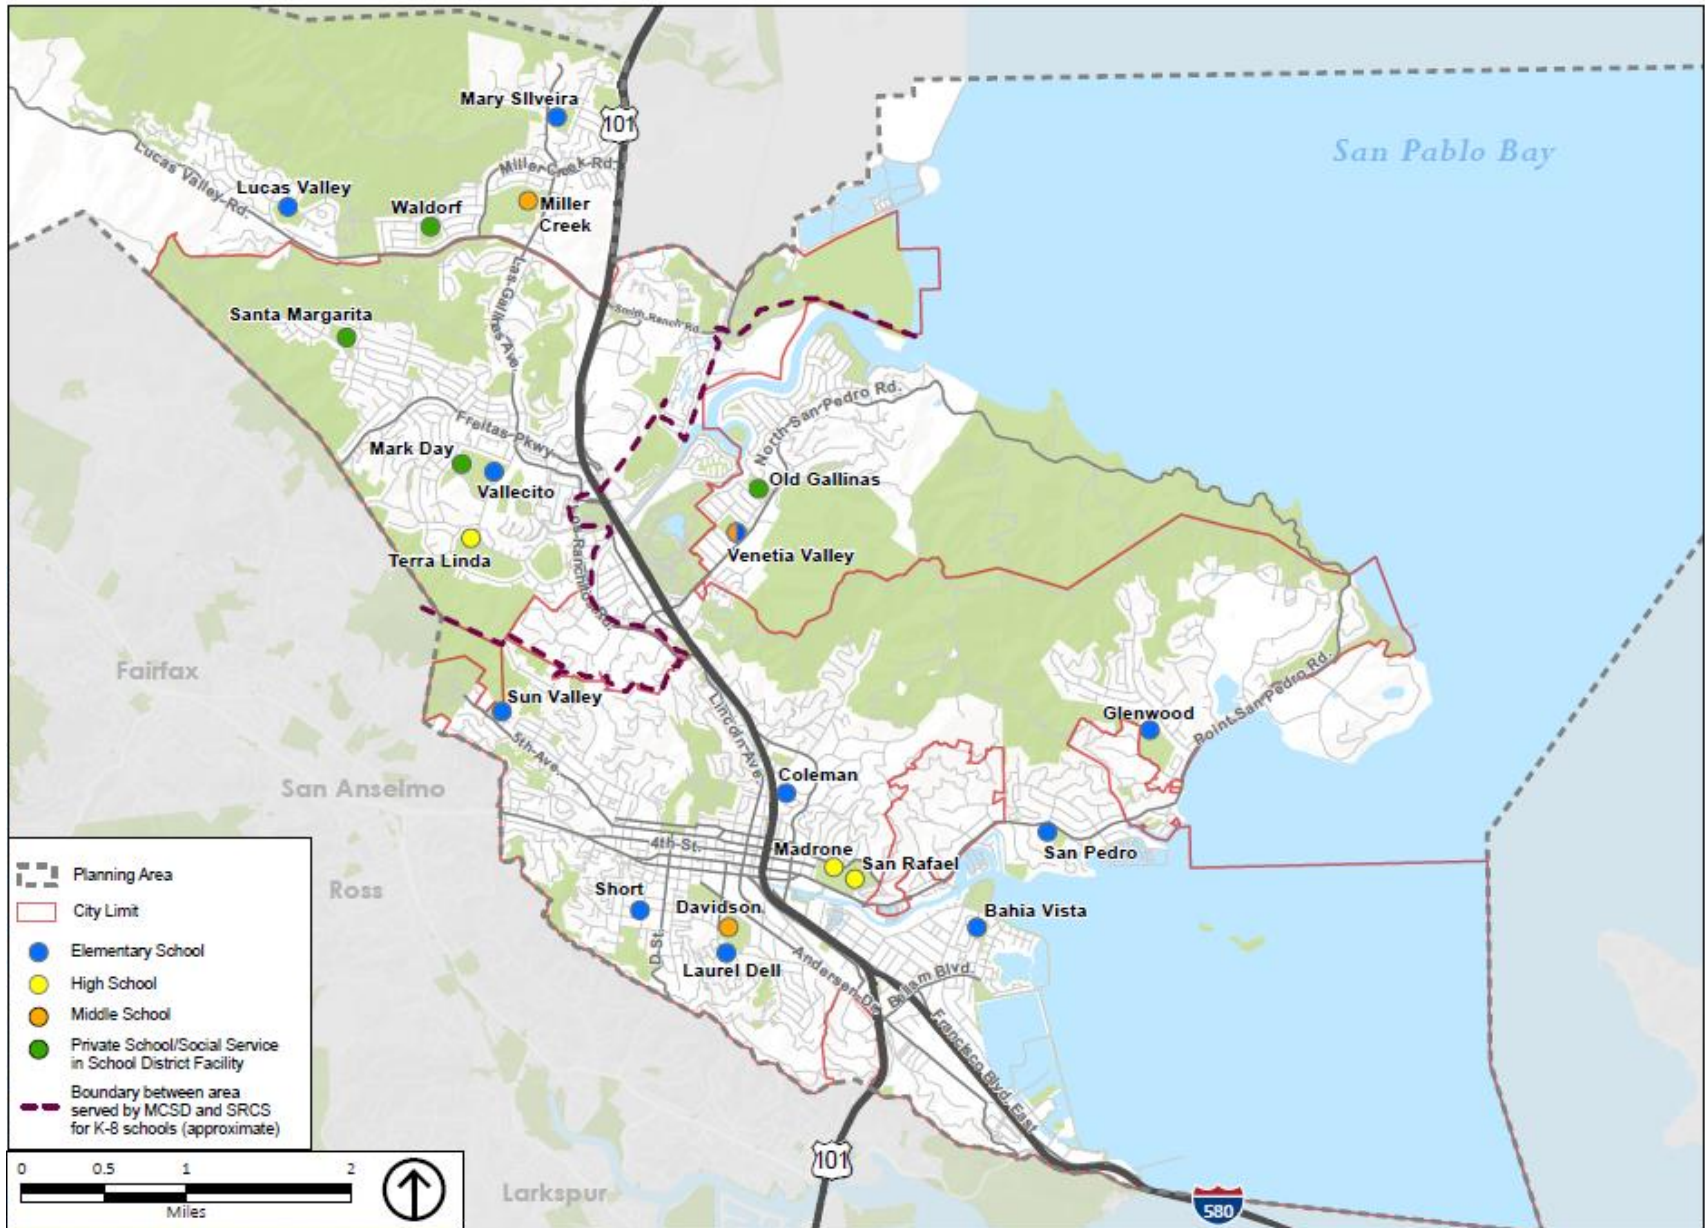 San Pablo Bay
Mary SIlveira
101
Miller Creek Rd.
Lucas Valley Rd.
Lucas Valley
Waldorf
Miller
Creek
Las Gallinas Ave.
Santa Margarita
Smith Ranch Rd.
North San Pedro Rd.
Freitas Pkwy
Mark Day
Vallecito
Old Gallinas
Los Ranchitos Rd.
Venetia Valley
Terra Linda
Fairfax
Sun Valley
Lincoln Ave.
Glenwood
Point San Pedro Rd.
5th Ave.
San Anselmo
Coleman
4th St.
Madrone
San Rafael
San Pedro
Ross
Short
Davidson
Bahia Vista
D St.
Laurel Dell
Andersen Dr.
Bellam Blvd.
Francisco Blvd. East
Planning Area
City Limit
Elementary School
High School
Middle School
Private School/Social Service
in School District Facility
Boundary between area
served by MCSD and SRCS
for K-8 schools (approximate)
0 0.5 1 2
Miles
101
Larkspur
580